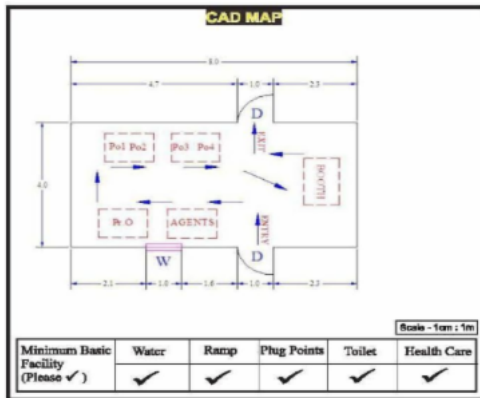 CAD MAP
8.0
4.7 1.0 2.3
D
Po1 Po2 Po3 Po4
EXIT
BOOTH
4.0
Pr.O AGENTS
ENTRY
W D
2.1 1.0 1.6 1.0 2.3
Scale - 1cm : 1m
Minimum Basic Facility (Please ✓) Water Ramp Plug Points Toilet Health Care
✓ ✓ ✓ ✓ ✓